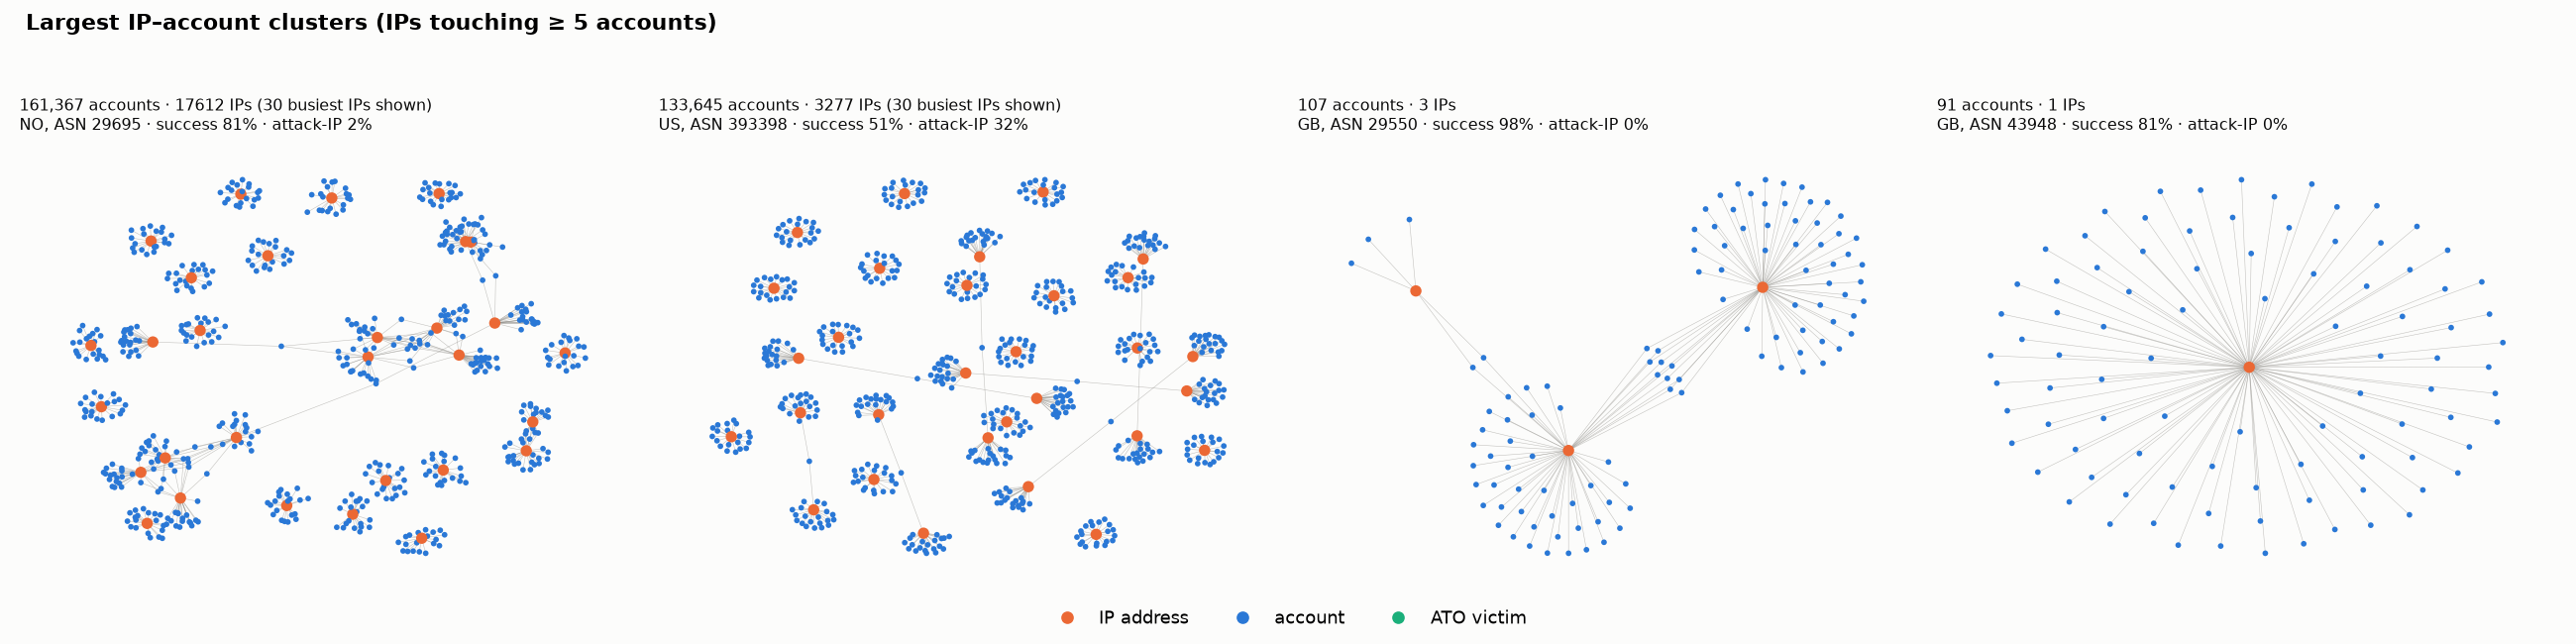 Largest IP–account clusters (IPs touching ≥ 5 accounts)
161,367 accounts · 17612 IPs (30 busiest IPs shown)
NO, ASN 29695 · success 81% · attack-IP 2%
133,645 accounts · 3277 IPs (30 busiest IPs shown)
US, ASN 393398 · success 51% · attack-IP 32%
107 accounts · 3 IPs
GB, ASN 29550 · success 98% · attack-IP 0%
91 accounts · 1 IPs
GB, ASN 43948 · success 81% · attack-IP 0%
IP address
account
ATO victim